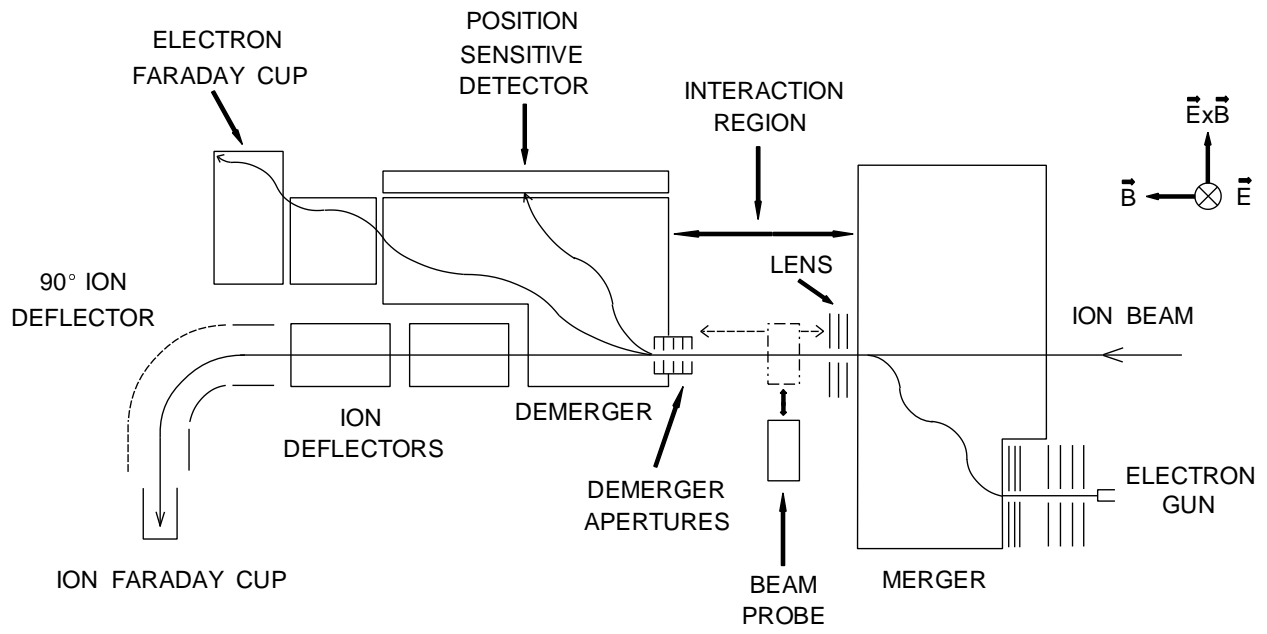 ELECTRON
FARADAY CUP
POSITION
SENSITIVE
DETECTOR
INTERACTION
REGION
ExB
B
E
LENS
90° ION
DEFLECTOR
ION BEAM
ION
DEFLECTORS
DEMERGER
DEMERGER
APERTURES
ELECTRON
GUN
ION FARADAY CUP
BEAM
PROBE
MERGER